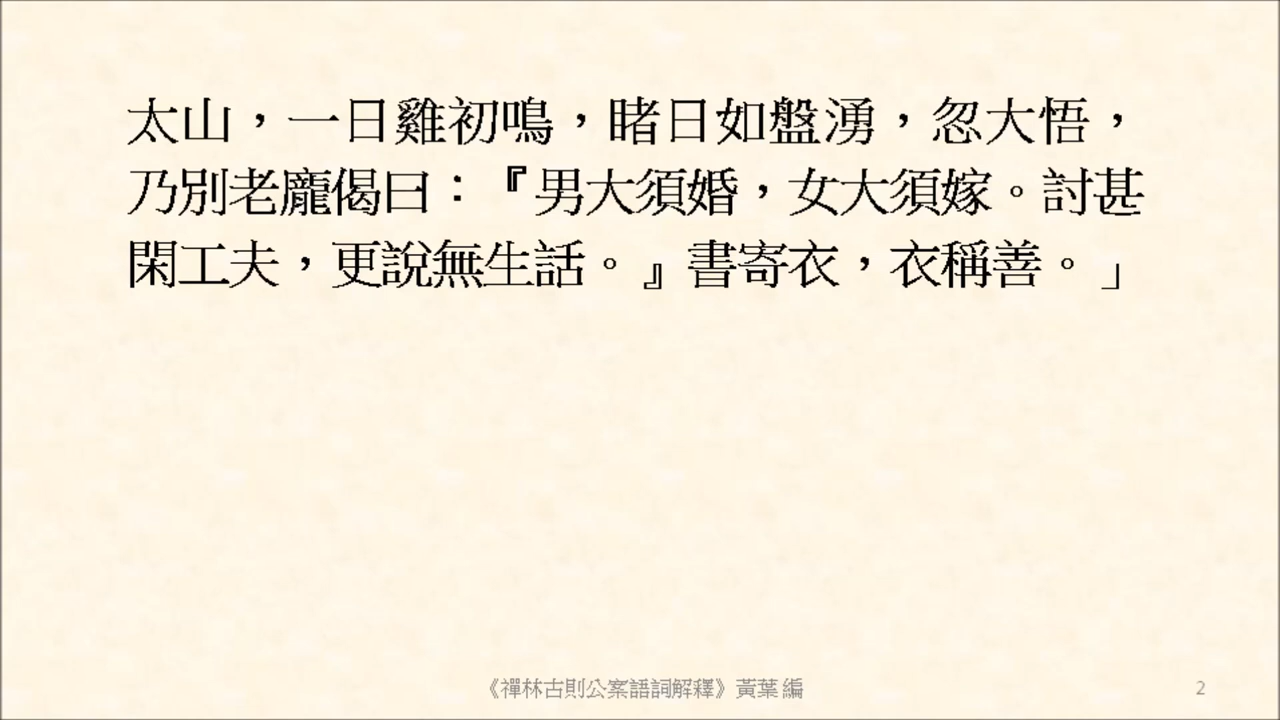 太山，一日雞初鳴，睹日如盤湧，忽大悟，
乃別老龐偈曰：『男大須婚，女大須嫁。討甚
閑工夫，更說無生話。』書寄衣，衣稱善。」
《禪林古則公案語詞解釋》黃葉 編
2